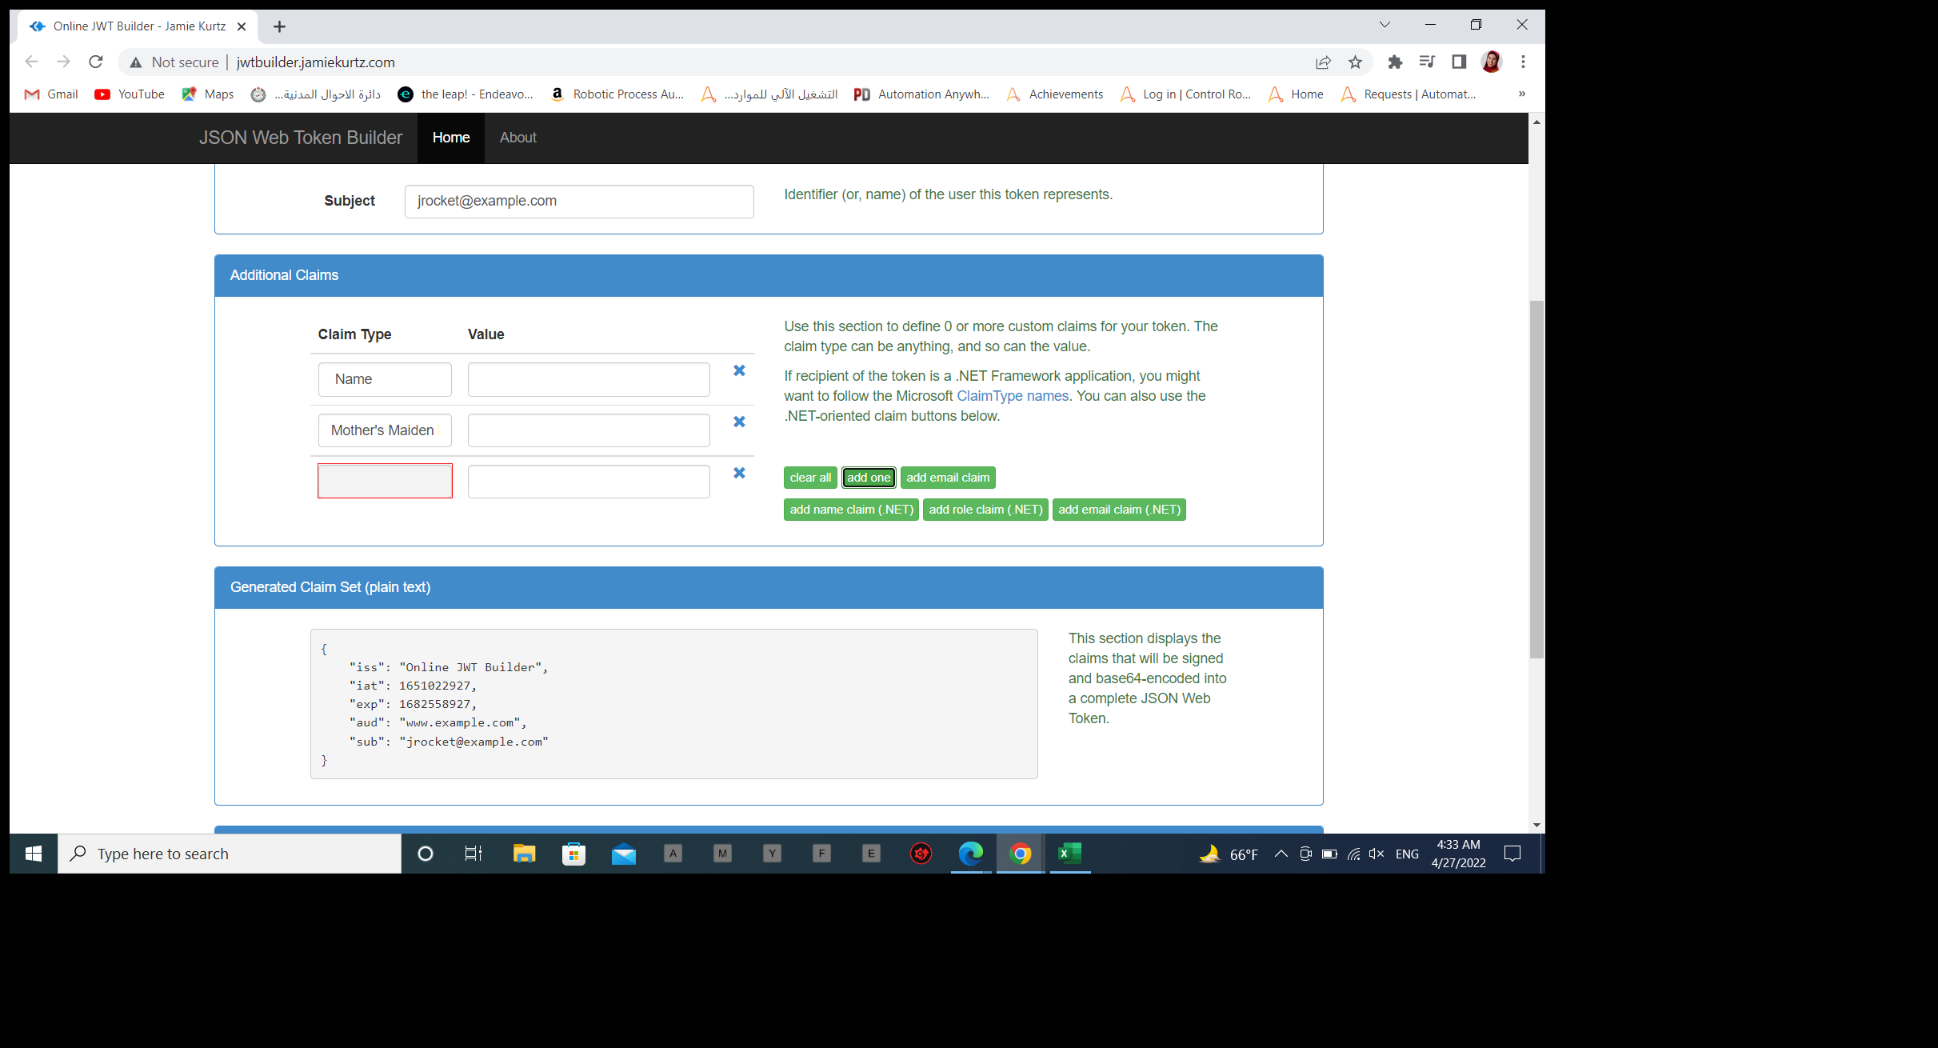 Online JWT Builder - Jamie Kurtz
Not secure | jwtbuilder.jamiekurtz.com
Gmail YouTube Maps دائرة الاحوال المدنية... the leap! - Endeavo... a Robotic Process Au... التشغيل الآلي للموارد... PD Automation Anywh... Achievements Log in | Control Ro... Home Requests | Automat... »
JSON Web Token Builder Home About
Subject jrocket@example.com Identifier (or, name) of the user this token represents.
Additional Claims
Claim Type Value
Use this section to define 0 or more custom claims for your token. The
claim type can be anything, and so can the value.
Name
If recipient of the token is a .NET Framework application, you might
want to follow the Microsoft ClaimType names. You can also use the
.NET-oriented claim buttons below.
Mother's Maiden
clear all add one add email claim
add name claim (.NET) add role claim (.NET) add email claim (.NET)
Generated Claim Set (plain text)
{
"iss": "Online JWT Builder",
"iat": 1651022927,
"exp": 1682558927,
"aud": "www.example.com",
"sub": "jrocket@example.com"
}
This section displays the
claims that will be signed
and base64-encoded into
a complete JSON Web
Token.
Type here to search A M Y F E X 66°F ENG 4:33 AM
4/27/2022